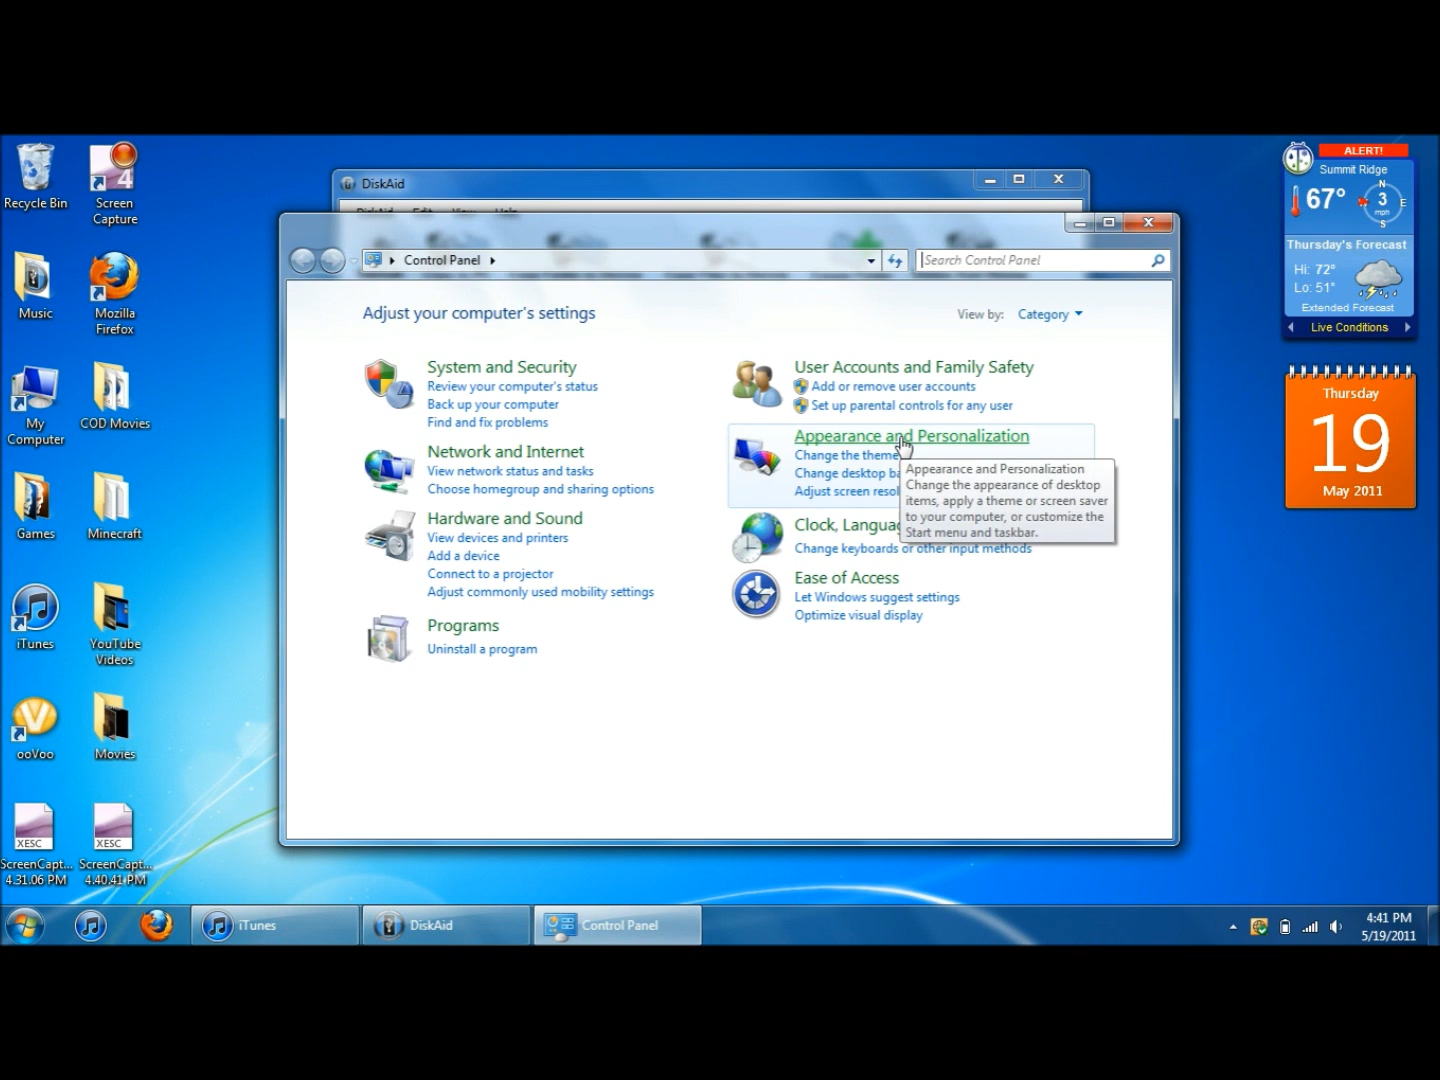 Recycle Bin
Screen
Capture
4
Music
Mozilla
Firefox
My
Computer
COD Movies
Games
Minecraft
iTunes
YouTube
Videos
ooVoo
Movies
XESC
ScreenCapt...
4.31.06 PM
XESC
ScreenCapt...
4.40.41 PM
DiskAid
DiskAid Edit View Help
Control Panel
Search Control Panel
Adjust your computer's settings
View by: Category
System and Security
Review your computer's status
Back up your computer
Find and fix problems
Network and Internet
View network status and tasks
Choose homegroup and sharing options
Hardware and Sound
View devices and printers
Add a device
Connect to a projector
Adjust commonly used mobility settings
Programs
Uninstall a program
User Accounts and Family Safety
Add or remove user accounts
Set up parental controls for any user
Appearance and Personalization
Change the theme
Change desktop ba
Adjust screen resol
Appearance and Personalization
Change the appearance of desktop
items, apply a theme or screen saver
to your computer, or customize the
Start menu and taskbar.
Clock, Languag
Change keyboards or other input methods
Ease of Access
Let Windows suggest settings
Optimize visual display
ALERT!
Summit Ridge
67°
N
3
mph
E
S
Thursday's Forecast
Hi: 72°
Lo: 51°
Extended Forecast
Live Conditions
Thursday
19
May 2011
iTunes
DiskAid
Control Panel
4:41 PM
5/19/2011